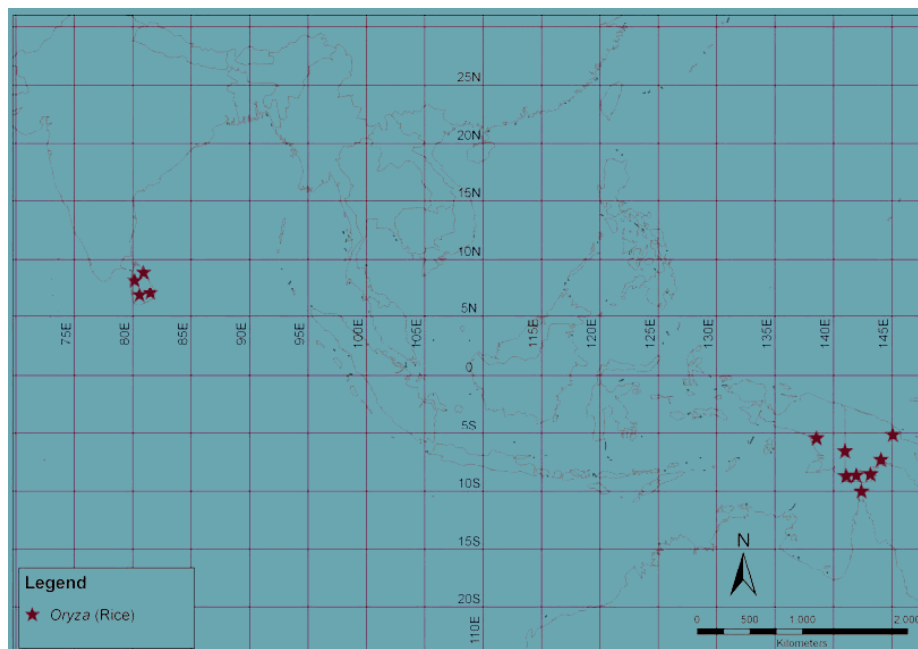 25N
20N
15N
10N
5N
75E
80E
85E
90E
95E
100E
105E
115E
120E
125E
130E
135E
140E
145E
0
5S
10S
15S
20S
110E
N
Legend
Oryza (Rice)
0 500 1 000 2 000
Kilometers